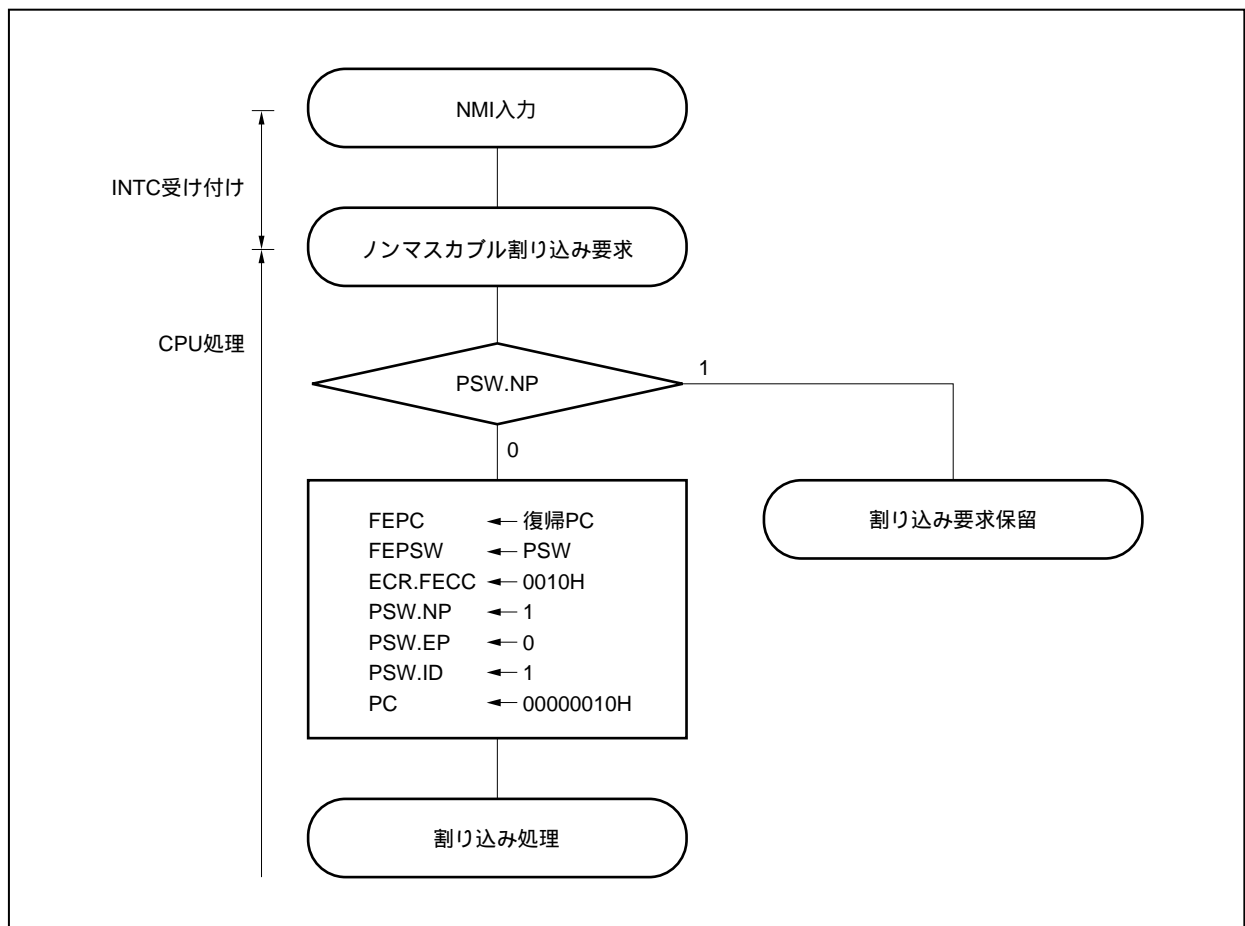 NMI入力
INTC受け付け
ノンマスカブル割り込み要求
CPU処理
PSW.NP
1
0
FEPC ← 復帰PC
FEPSW ← PSW
ECR.FECC ← 0010H
PSW.NP ← 1
PSW.EP ← 0
PSW.ID ← 1
PC ← 00000010H
割り込み要求保留
割り込み処理